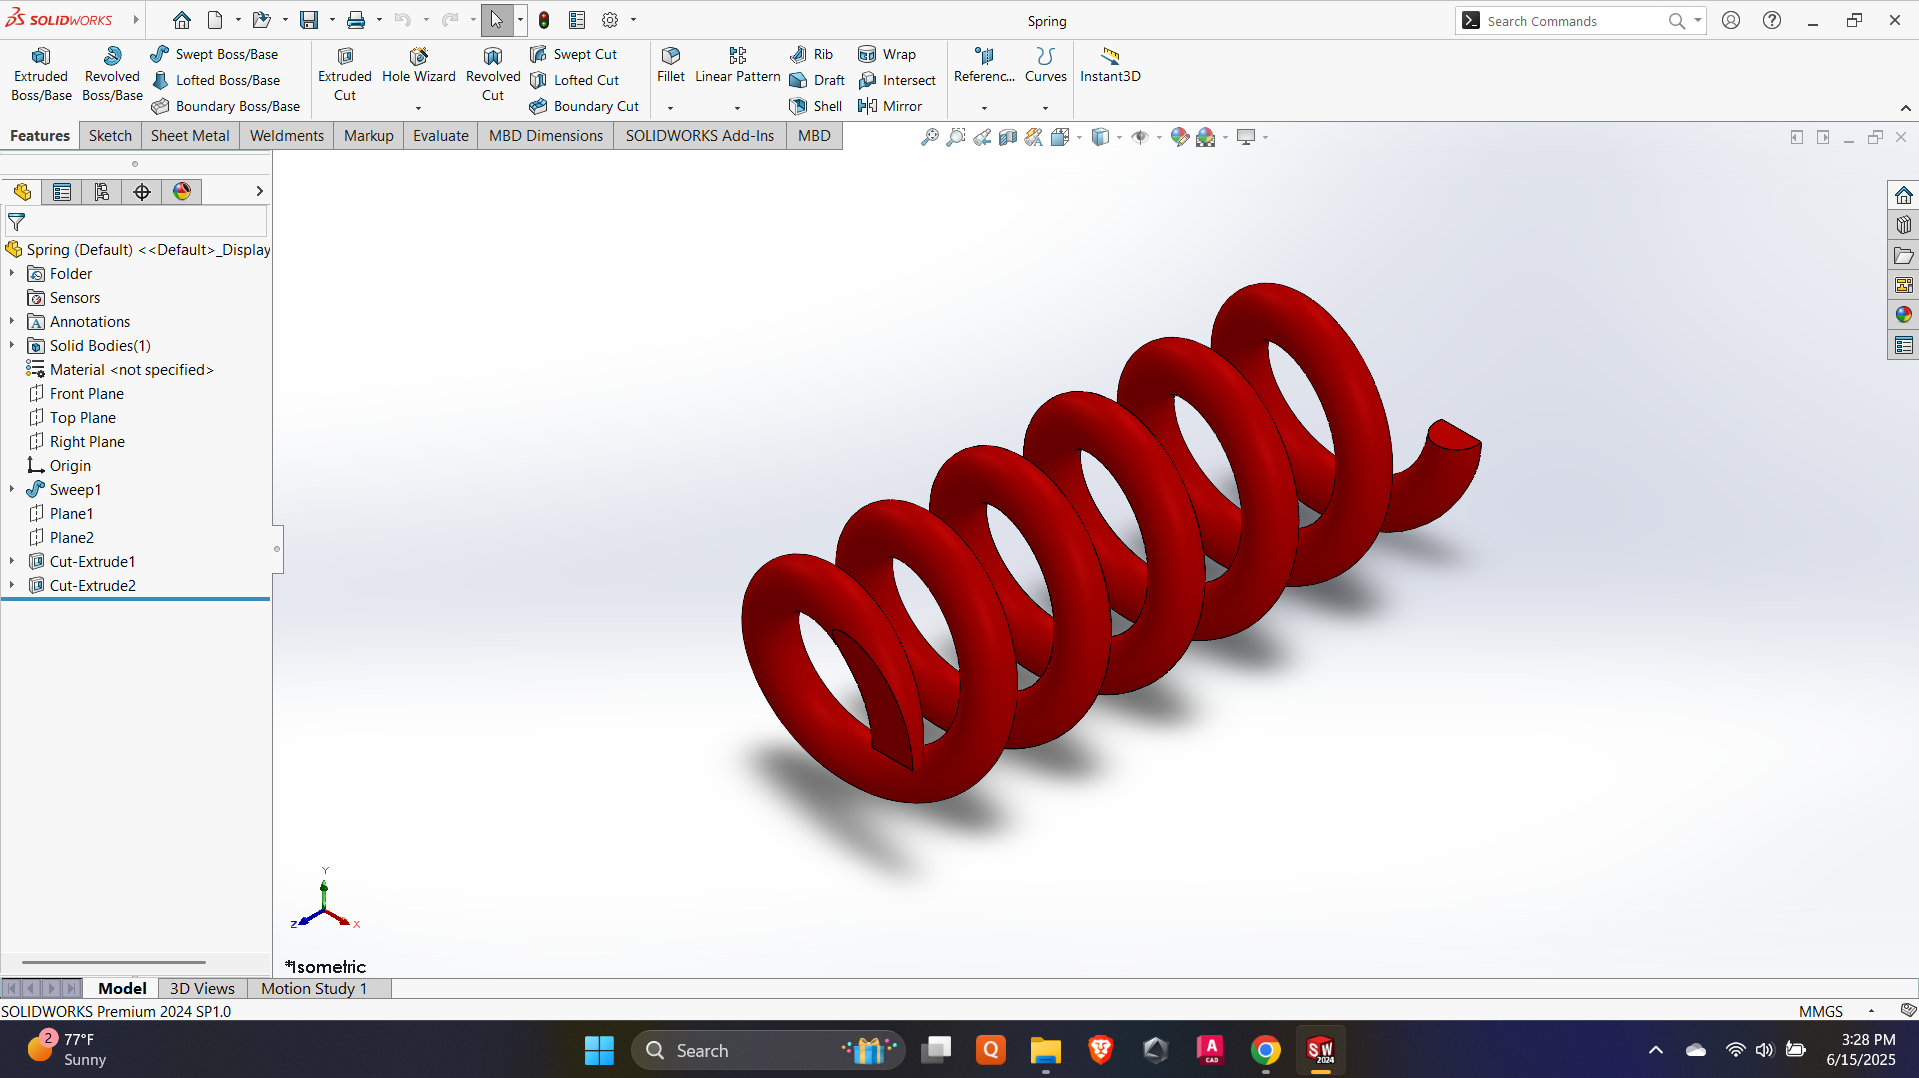 SOLIDWORKS
Spring
Search Commands
Extruded Boss/Base
Revolved Boss/Base
Swept Boss/Base
Lofted Boss/Base
Boundary Boss/Base
Extruded Cut
Hole Wizard
Revolved Cut
Swept Cut
Lofted Cut
Boundary Cut
Fillet
Linear Pattern
Rib
Draft
Shell
Wrap
Intersect
Mirror
Referenc...
Curves
Instant3D
Features
Sketch
Sheet Metal
Weldments
Markup
Evaluate
MBD Dimensions
SOLIDWORKS Add-Ins
MBD
Spring (Default) <<Default>_Display
Folder
Sensors
Annotations
Solid Bodies(1)
Material <not specified>
Front Plane
Top Plane
Right Plane
Origin
Sweep1
Plane1
Plane2
Cut-Extrude1
Cut-Extrude2
Y
Z
X
*Isometric
Model
3D Views
Motion Study 1
SOLIDWORKS Premium 2024 SP1.0
MMGS
2
77°F
Sunny
Search
Q
A
CAD
SW
2024
3:28 PM
6/15/2025